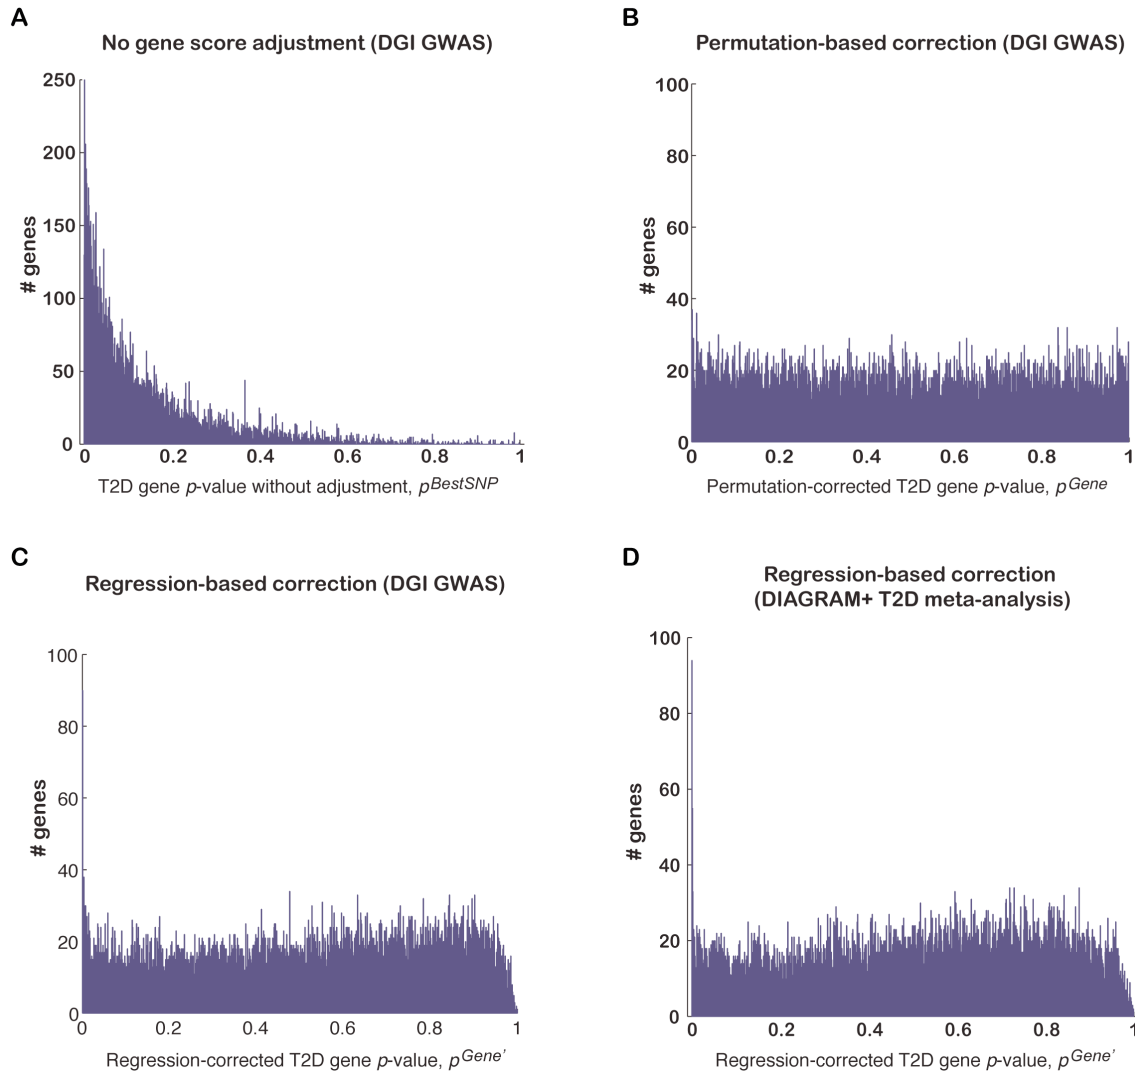 A
No gene score adjustment (DGI GWAS)
250
200
150
100
50
0
# genes
0 0.2 0.4 0.6 0.8 1
T2D gene p-value without adjustment, pBestSNP
B
Permutation-based correction (DGI GWAS)
100
80
60
40
20
0
# genes
0 0.2 0.4 0.6 0.8 1
Permutation-corrected T2D gene p-value, pGene
C
Regression-based correction (DGI GWAS)
100
80
60
40
20
0
# genes
0 0.2 0.4 0.6 0.8 1
Regression-corrected T2D gene p-value, pGene’
D
Regression-based correction
(DIAGRAM+ T2D meta-analysis)
100
80
60
40
20
0
# genes
0 0.2 0.4 0.6 0.8 1
Regression-corrected T2D gene p-value, pGene’